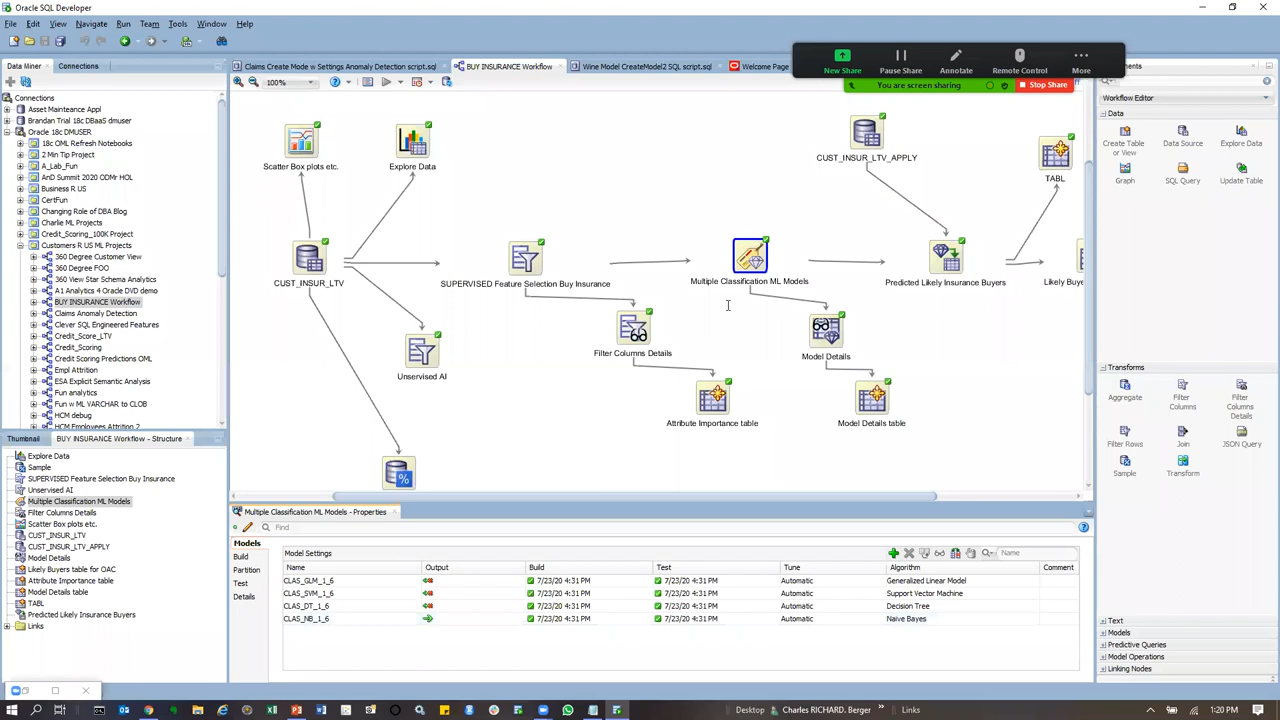 Oracle SQL Developer
File Edit View Navigate Run Team Tools Window Help
Data Miner
Connections
Claims Create Mode w Settings Anomaly Detection script.sql
BUY INSURANCE Workflow
Wine Model CreateModel2 SQL script.sql
Welcome Page
New Share
Pause Share
Annotate
Remote Control
More
You are screen sharing
Stop Share
100%
Connections
Asset Mainteance Appl
Brandan Trial 18c DBaaS dmuser
Oracle 18c DMUSER
18c OML Refresh Notebooks
2 Min Tip Project
A_Lab_Fun
AnD Summit 2020 ODMr HOL
Business R US
CertFun
Changing Role of DBA Blog
Charlie ML Projects
Credit_Scoring_100K Project
Customers R US ML Projects
360 Degree Customer View
360 Degree FOO
360 View Star Schema Analytics
A1 Analytics 4 Oracle DVD demo
BUY INSURANCE Workflow
Claims Anomaly Detection
Clever SQL Engineered Features
Credit_Score_LTV
Credit_Scoring
Credit Scoring Predictions OML
Empl Attrition
ESA Explicit Semantic Analysis
Fun analytics
Fun w ML VARCHAR to CLOB
HCM debug
HCM Employees Attrition 2
Scatter Box plots etc.
Explore Data
CUST_INSUR_LTV_APPLY
TABL
CUST_INSUR_LTV
SUPERVISED Feature Selection Buy Insurance
Multiple Classification ML Models
Predicted Likely Insurance Buyers
Likely Buye
Filter Columns Details
Model Details
Unservised AI
Attribute Importance table
Model Details table
%
Thumbnail
BUY INSURANCE Workflow - Structure
Explore Data
Sample
SUPERVISED Feature Selection Buy Insurance
Unservised AI
Multiple Classification ML Models
Filter Columns Details
Scatter Box plots etc.
CUST_INSUR_LTV
CUST_INSUR_LTV_APPLY
Model Details
Likely Buyers table for OAC
Attribute Importance table
Model Details table
TABL
Predicted Likely Insurance Buyers
Links
Multiple Classification ML Models - Properties
Find
Models
Build
Partition
Test
Details
Model Settings
Name
Name Output Build Test Tune Algorithm Comment
CLAS_GLM_1_6 7/23/20 4:31 PM 7/23/20 4:31 PM Automatic Generalized Linear Model
CLAS_SVM_1_6 7/23/20 4:31 PM 7/23/20 4:31 PM Automatic Support Vector Machine
CLAS_DT_1_6 7/23/20 4:31 PM 7/23/20 4:31 PM Automatic Decision Tree
CLAS_NB_1_6 7/23/20 4:31 PM 7/23/20 4:31 PM Automatic Naive Bayes
Workflow Editor
Data
Create Table or View
Data Source
Explore Data
Graph
SQL Query
Update Table
Transforms
Aggregate
Filter Columns
Filter Columns Details
Filter Rows
Join
JSON Query
Sample
Transform
Text
Models
Predictive Queries
Model Operations
Linking Nodes
Desktop
Charles RICHARD. Berger
Links
1:20 PM